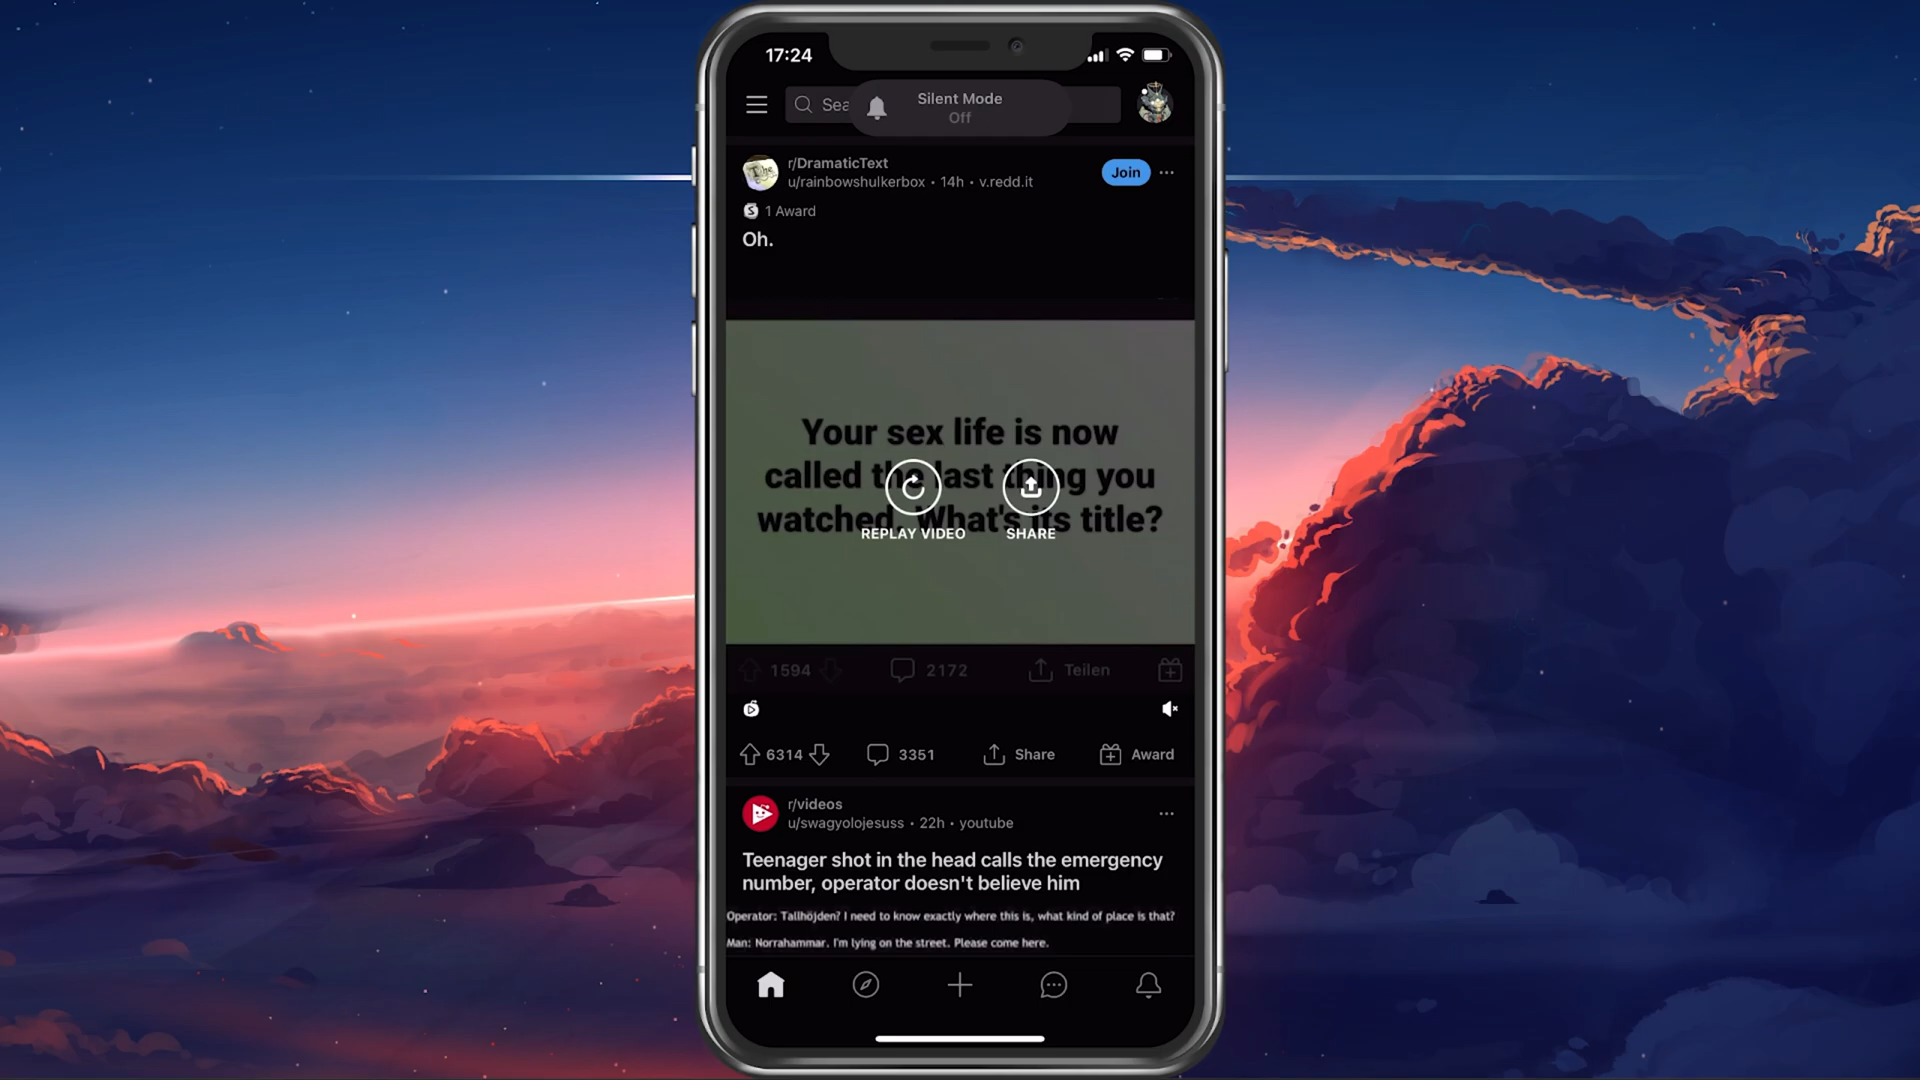 17:24
Sea
Silent Mode
Off
r/DramaticText
u/rainbowshulkerbox • 14h • v.redd.it
Join
1 Award
Oh.
Your sex life is now
called the last thing you
watched. What's its title?
REPLAY VIDEO
SHARE
1594
2172
Teilen
6314
3351
Share
Award
r/videos
u/swagyolojesuss • 22h • youtube
Teenager shot in the head calls the emergency
number, operator doesn't believe him
Operator: Tallhöjden? I need to know exactly where this is, what kind of place is that?
Man: Norrahammar. I'm lying on the street. Please come here.